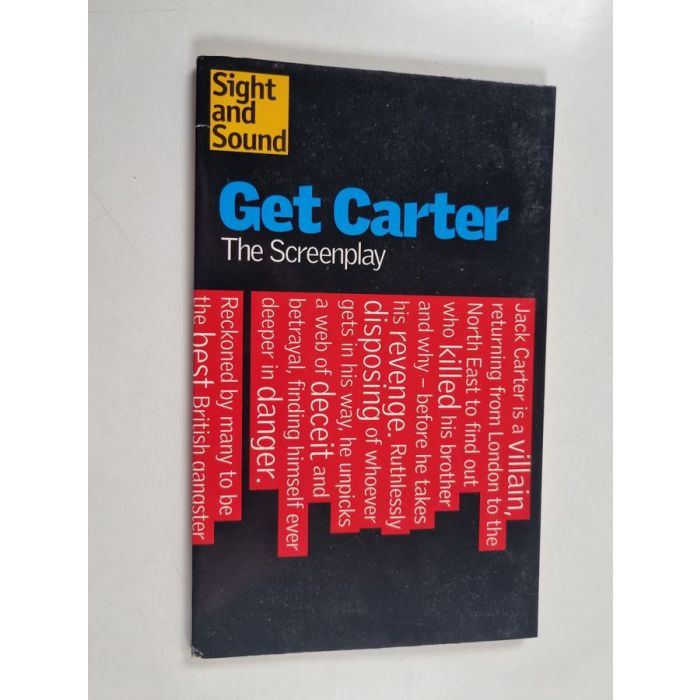 Sight
and
Sound
Get Carter
The Screenplay
Jack Carter is a villain,
returning from London to the
North East to find out
who killed his brother
and why – before he takes
his revenge. Ruthlessly
disposing of whoever
gets in his way, he unpicks
a web of deceit and
betrayal, finding himself ever
deeper in danger.
Reckoned by many to be
the best British gangster